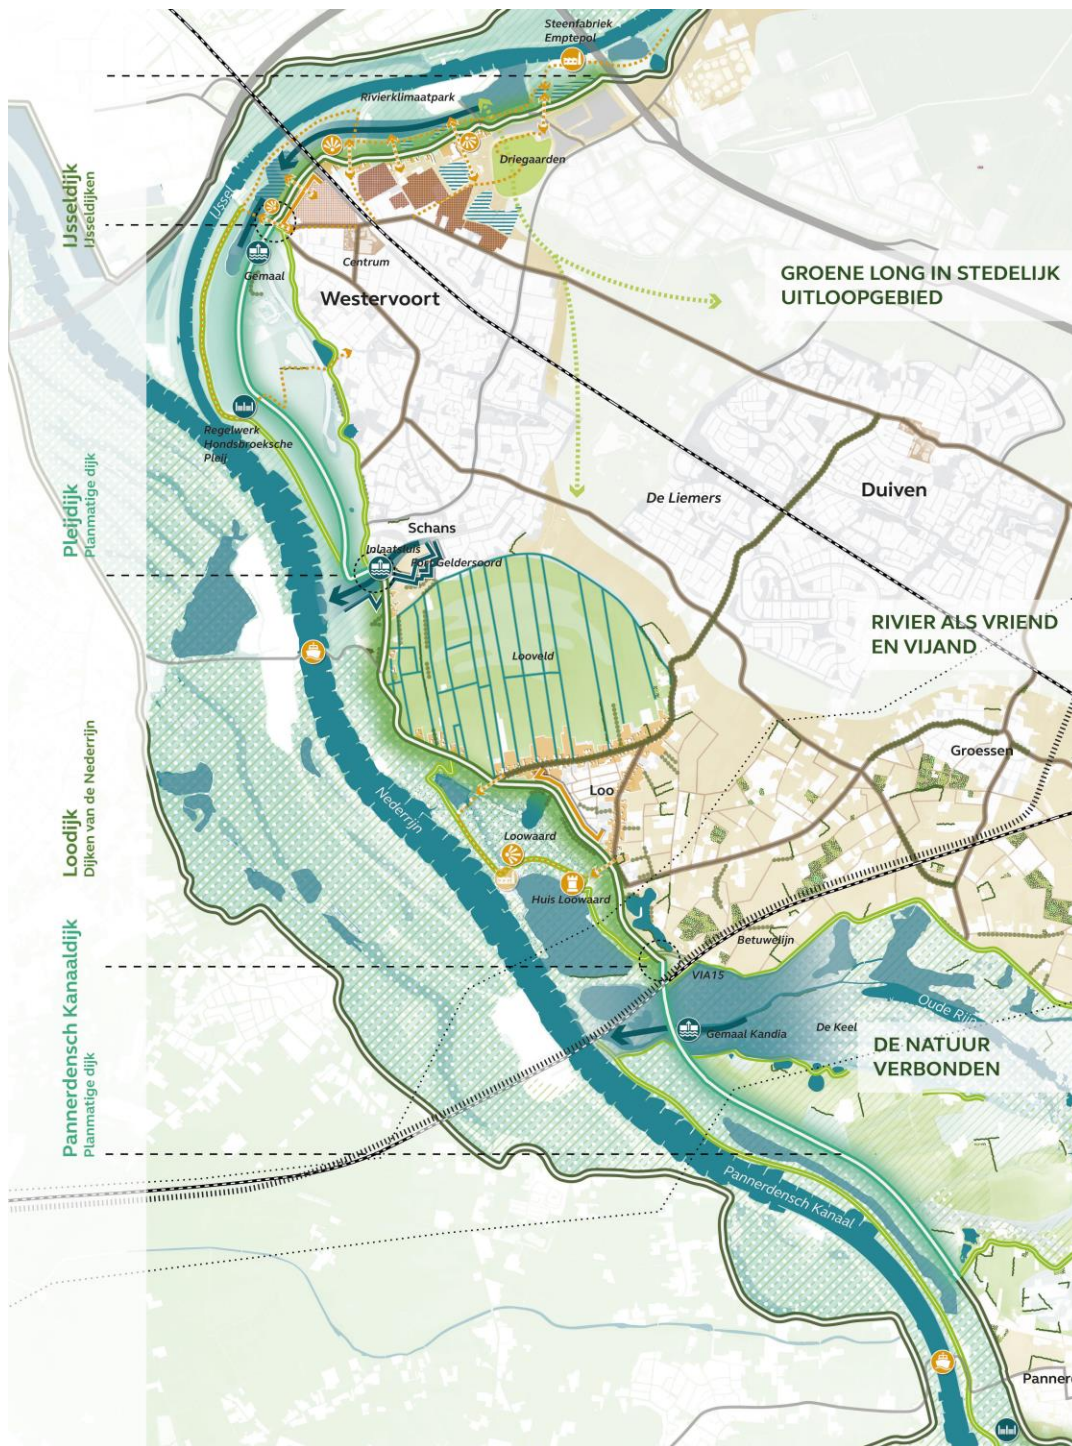 Steenfabriek
Emptepol
Rivierklimaatpark
Driegaarden
IJsseldijk
IJsseldijken
IJssel
Gemaal
Centrum
Westervoort
GROENE LONG IN STEDELIJK
UITLOOPGEBIED
Regelwerk
Hondsbroeksche
Pleij
Pleijdijk
Planmatige dijk
De Liemers
Duiven
Schans
Inlaatsluis
Fort Geldersoord
RIVIER ALS VRIEND
EN VIJAND
Looveld
Groessen
Loodijk
Dijken van de Nederrijn
Nederrijn
Loo
Loowaard
Huis Loowaard
Betuwelijn
VIA15
Pannerdensch Kanaaldijk
Planmatige dijk
Oude Rijn
Gemaal Kandia
De Keel
DE NATUUR
VERBONDEN
Pannerdensch Kanaal
Panner